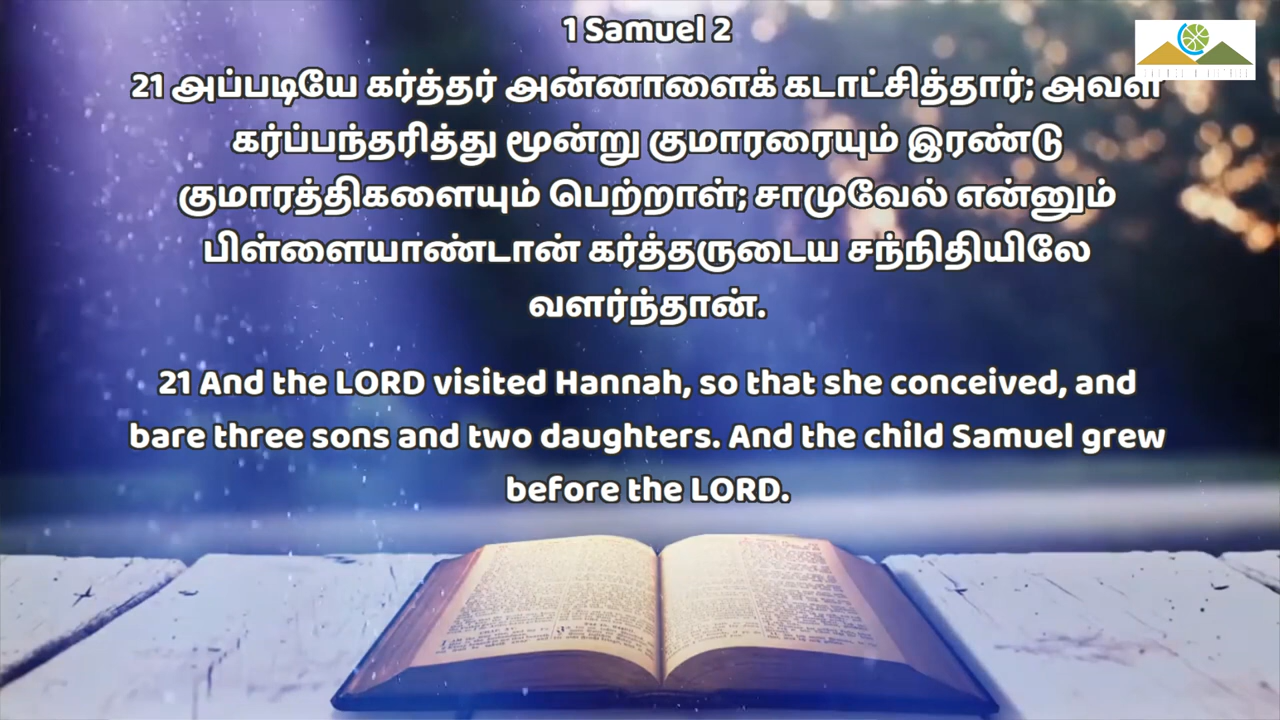 1 Samuel 2
21 அப்படியே கர்த்தர் அன்னாளைக் கடாட்சித்தார்; அவள்
கர்ப்பந்தரித்து மூன்று குமாரரையும் இரண்டு
குமாரத்திகளையும் பெற்றாள்; சாமுவேல் என்னும்
பிள்ளையாண்டான் கர்த்தருடைய சந்நிதியிலே
வளர்ந்தான்.
21 And the LORD visited Hannah, so that she conceived, and
bare three sons and two daughters. And the child Samuel grew
before the LORD.